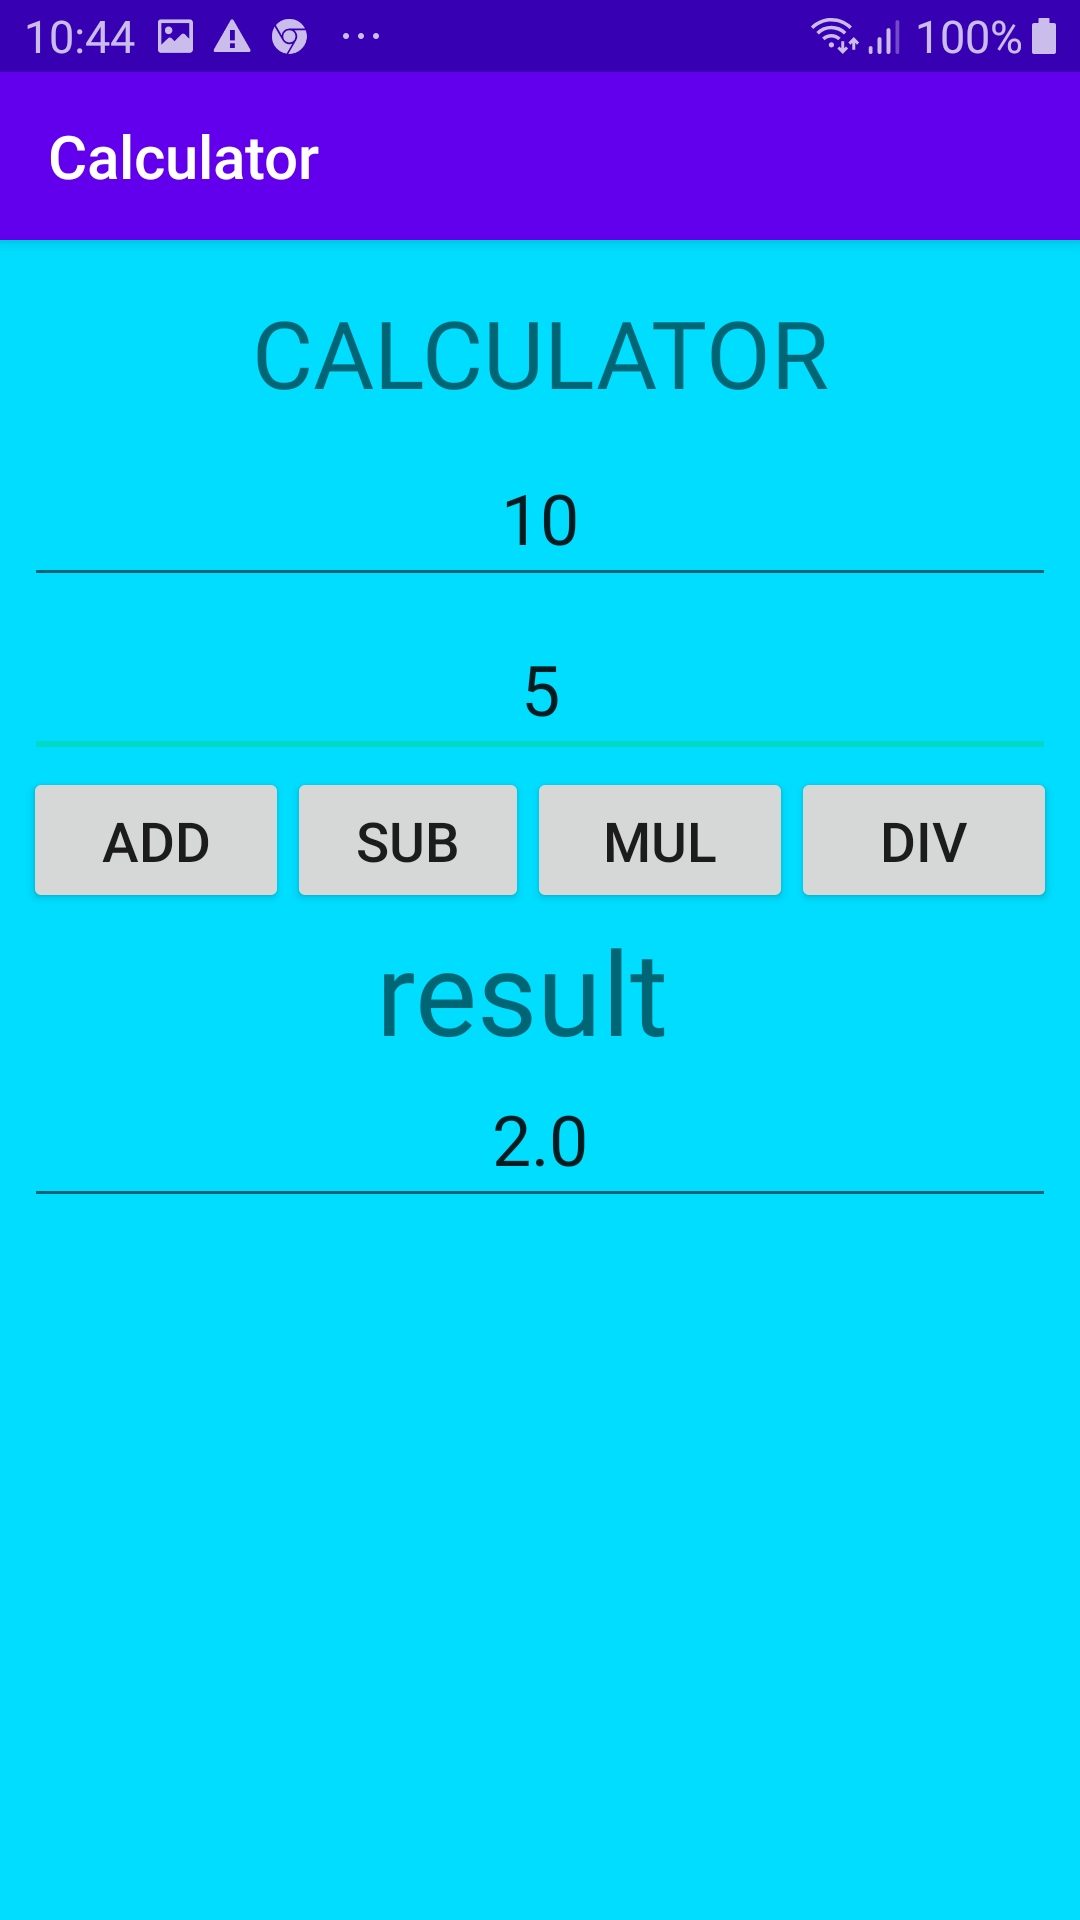 10:44 100%
Calculator
CALCULATOR
10
5
ADD SUB MUL DIV
result
2.0